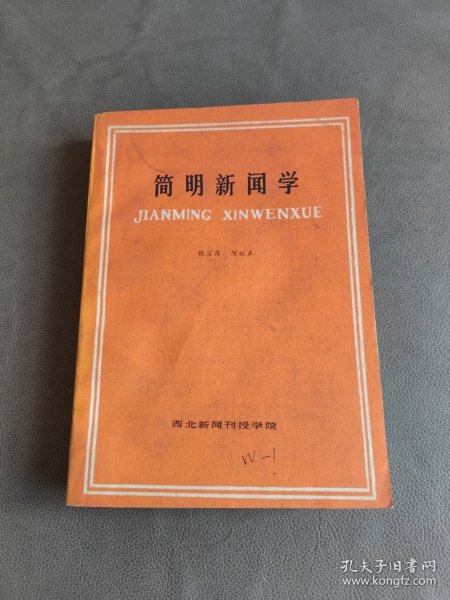 简明新闻学
JIANMING XINWENXUE
西北新闻刊授学院
W-1
孔夫子旧书网
www.kongfz.com